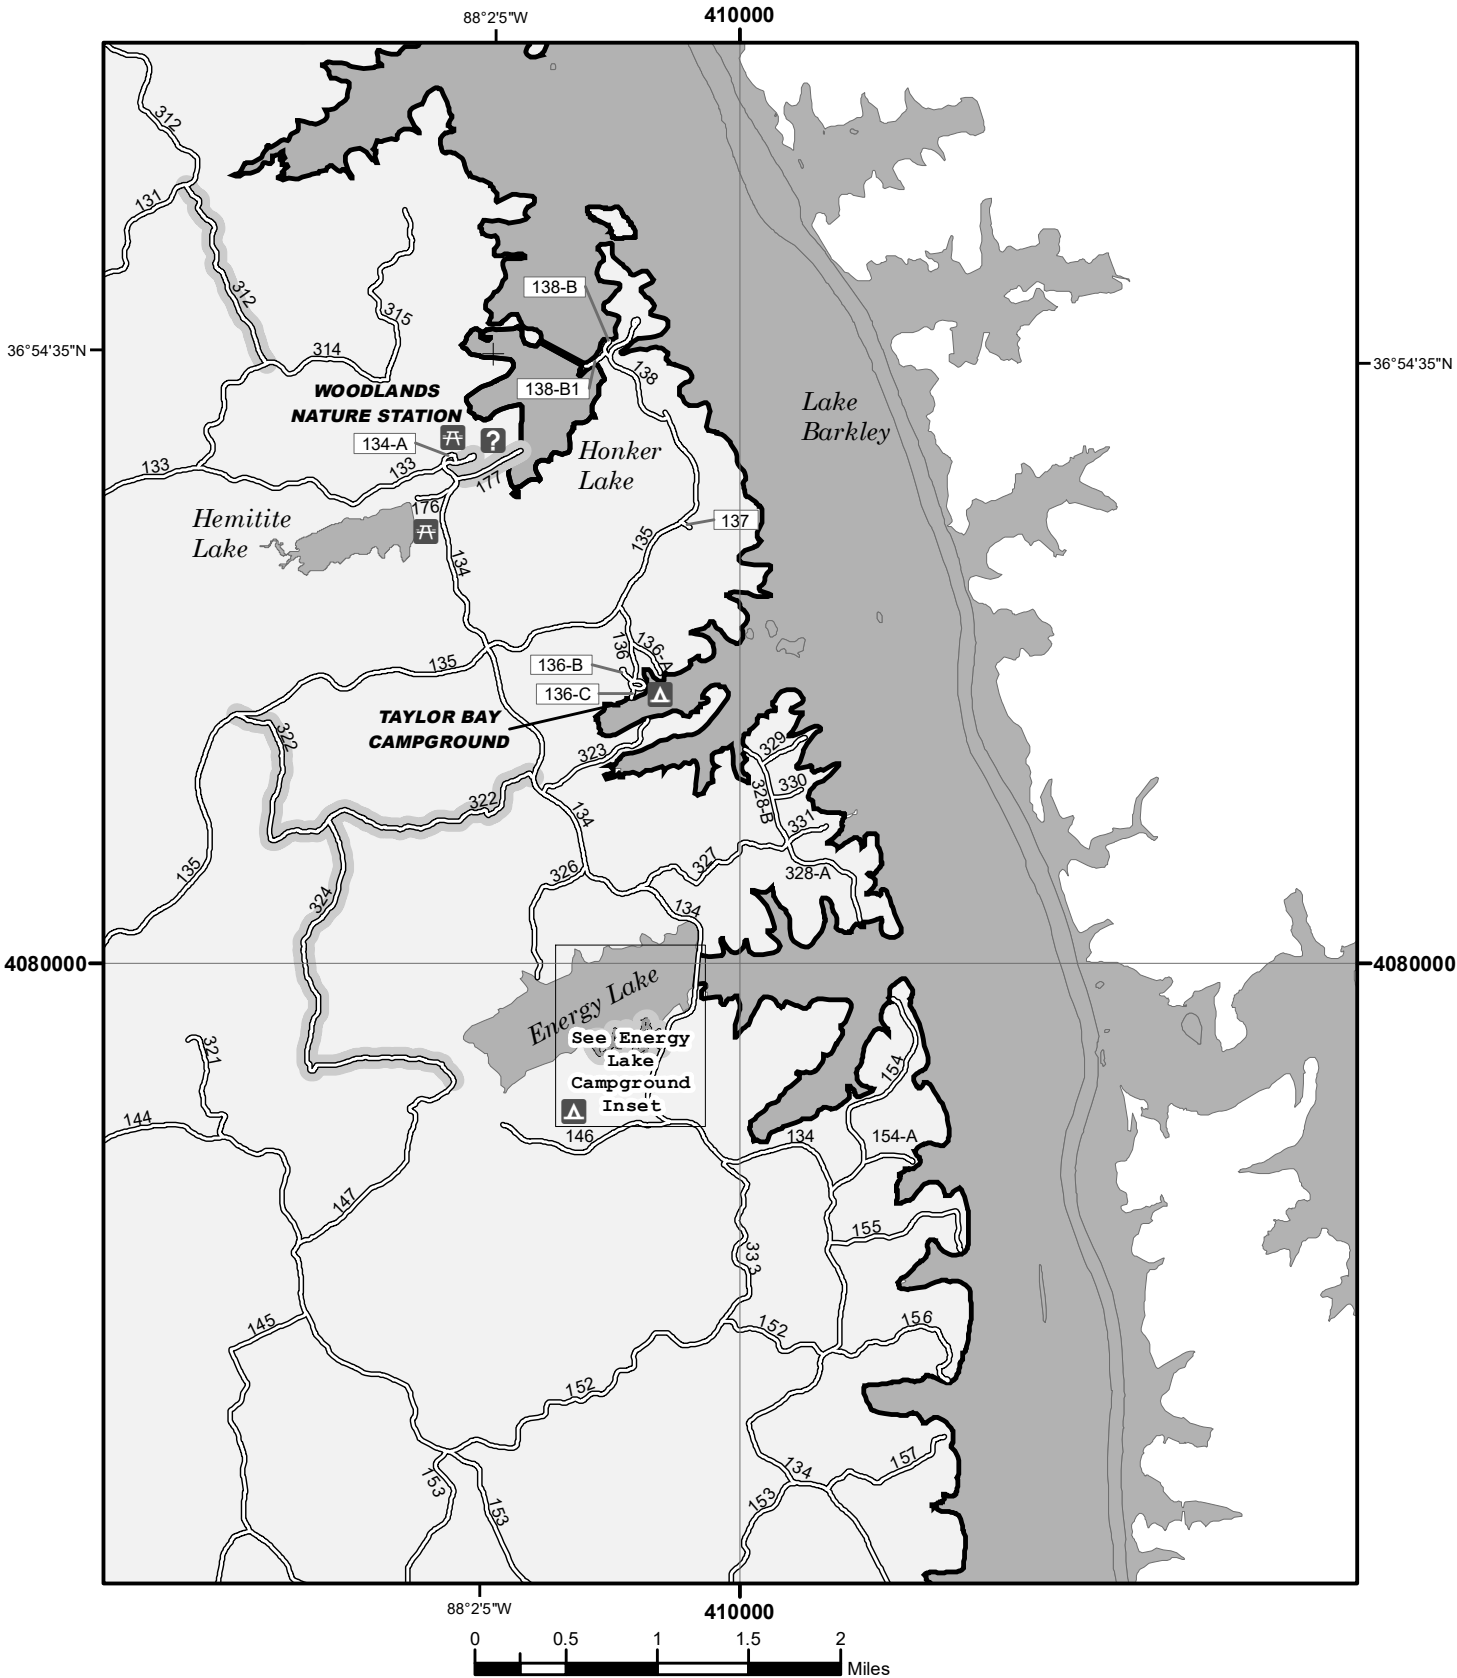 88°2'5"W
410000
312
131
312
138-B
315
36°54'35"N
36°54'35"N
314
138
WOODLANDS
NATURE STATION
138-B1
Lake
Barkley
134-A
?
Honker
Lake
133
133
177
176
Hemitite
Lake
137
135
134
136
136-A
135
136-B
136-C
TAYLOR BAY
CAMPGROUND
322
323
329
330
328-B
322
134
331
135
326
327
328-A
324
134
4080000
4080000
Energy Lake
See Energy
Lake
Campground
Inset
321
154
144
146
134
154-A
147
155
333
145
152
156
152
153
134
157
153
153
88°2'5"W
410000
0
0.5
1
1.5
2
Miles